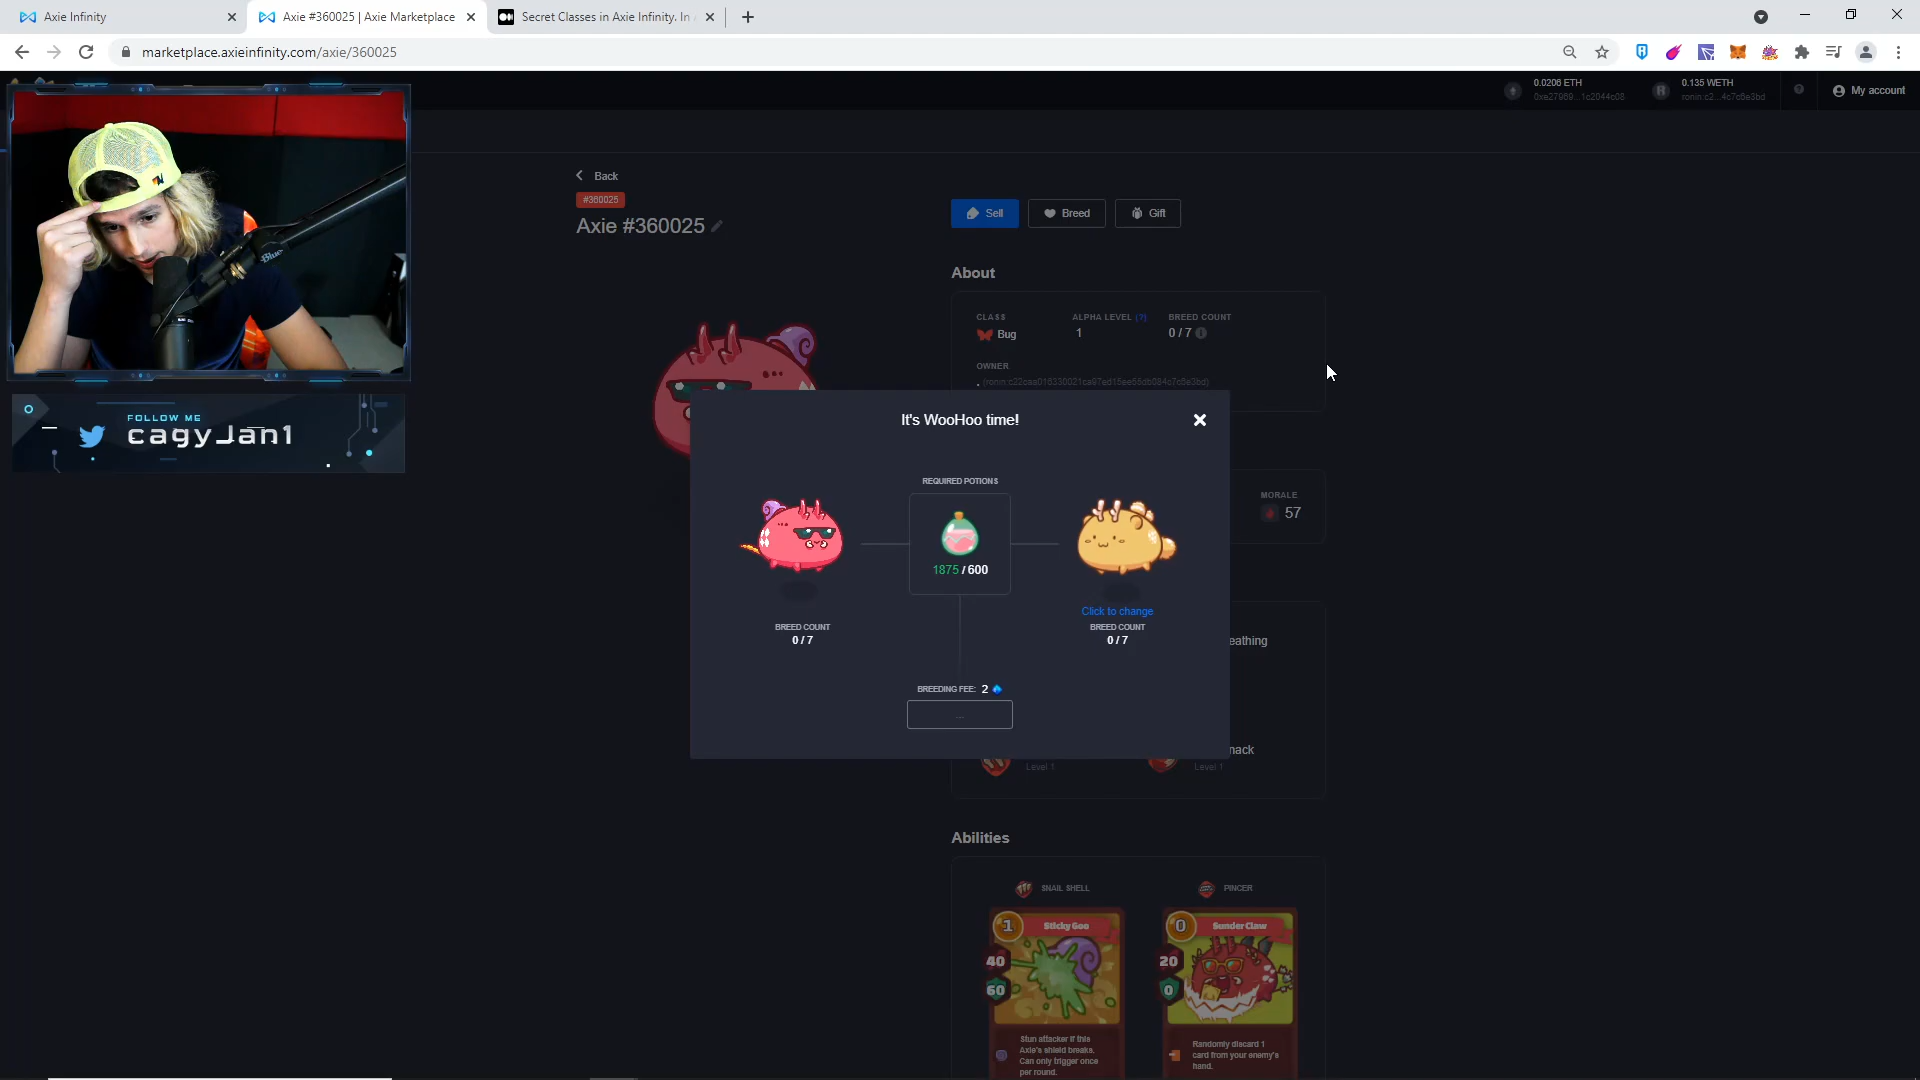 Axie Infinity
Axie #360025 | Axie Marketplace
Secret Classes in Axie Infinity. In
marketplace.axieinfinity.com/axie/360025
0.0206 ETH
0.135 WETH
My account
Back
#360025
Axie #360025
Sell
Breed
Gift
About
CLASS
ALPHA LEVEL (?)
BREED COUNT
Bug
1
0 / 7
OWNER
FOLLOW ME
cagyJan1
It's WooHoo time!
MORALE
57
REQUIRED POTIONS
1875 / 600
Click to change
BREED COUNT
0 / 7
BREED COUNT
0 / 7
eathing
BREEDING FEE: 2
nack
Level 1
Level 1
Abilities
SNAIL SHELL
PINCER
1
Sticky Goo
40
60
Stun attacker if this
Axie's shield breaks.
Can only trigger once
per round.
0
Sunder Claw
20
0
Randomly discard 1
card from your enemy's
hand.